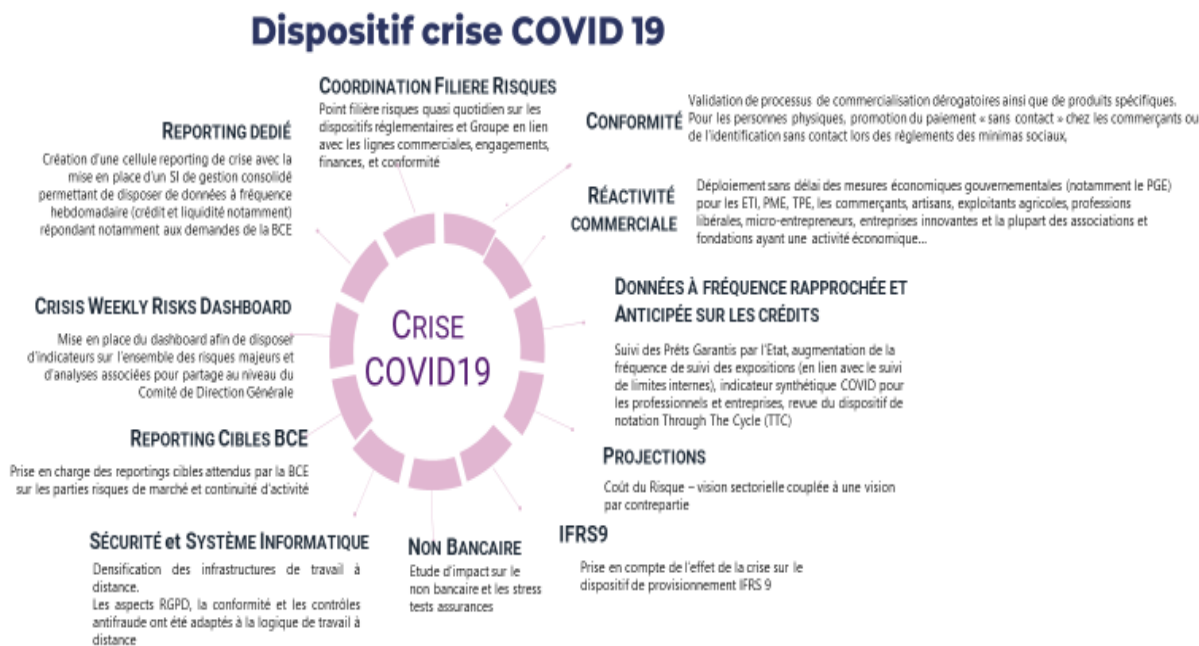 Dispositif crise COVID 19
COORDINATION FILIERE RISQUES
Point filière risques quasi quotidien sur les
dispositifs réglementaires et Groupe en lien
avec les lignes commerciales, engagements,
finances, et conformité
CONFORMITÉ
Validation de processus de commercialisation dérogatoires ainsi que de produits spécifiques.
Pour les personnes physiques, promotion du paiement « sans contact » chez les commerçants ou
de l'identification sans contact lors des règlements des minimas sociaux,
RÉACTIVITÉ
COMMERCIALE
Déploiement sans délai des mesures économiques gouvernementales (notamment le PGE)
pour les ETI, PME, TPE, les commerçants, artisans, exploitants agricoles, professions
libérales, micro-entrepreneurs, entreprises innovantes et la plupart des associations et
fondations ayant une activité économique...
DONNÉES À FRÉQUENCE RAPPROCHÉE ET
ANTICIPÉE SUR LES CRÉDITS
Suivi des Prêts Garantis par l'Etat, augmentation de la
fréquence de suivi des expositions (en lien avec le suivi
de limites internes), indicateur synthétique COVID pour
les professionnels et entreprises, revue du dispositif de
notation Through The Cycle (TTC)
PROJECTIONS
Coût du Risque – vision sectorielle couplée à une vision
par contrepartie
IFRS9
Prise en compte de l'effet de la crise sur le
dispositif de provisionnement IFRS 9
NON BANCAIRE
Etude d'impact sur le
non bancaire et les stress
tests assurances
SÉCURITÉ et SYSTÈME INFORMATIQUE
Densification des infrastructures de travail à
distance.
Les aspects RGPD, la conformité et les contrôles
antifraude ont été adaptés à la logique de travail à
distance
REPORTING CIBLES BCE
Prise en charge des reportings cibles attendus par la BCE
sur les parties risques de marché et continuité d'activité
CRISIS WEEKLY RISKS DASHBOARD
Mise en place du dashboard afin de disposer
d'indicateurs sur l'ensemble des risques majeurs et
d'analyses associées pour partage au niveau du
Comité de Direction Générale
REPORTING DEDIÉ
Création d'une cellule reporting de crise avec la
mise en place d'un SI de gestion consolidé
permettant de disposer de données à fréquence
hebdomadaire (crédit et liquidité notamment)
répondant notamment aux demandes de la BCE
CRISE
COVID19